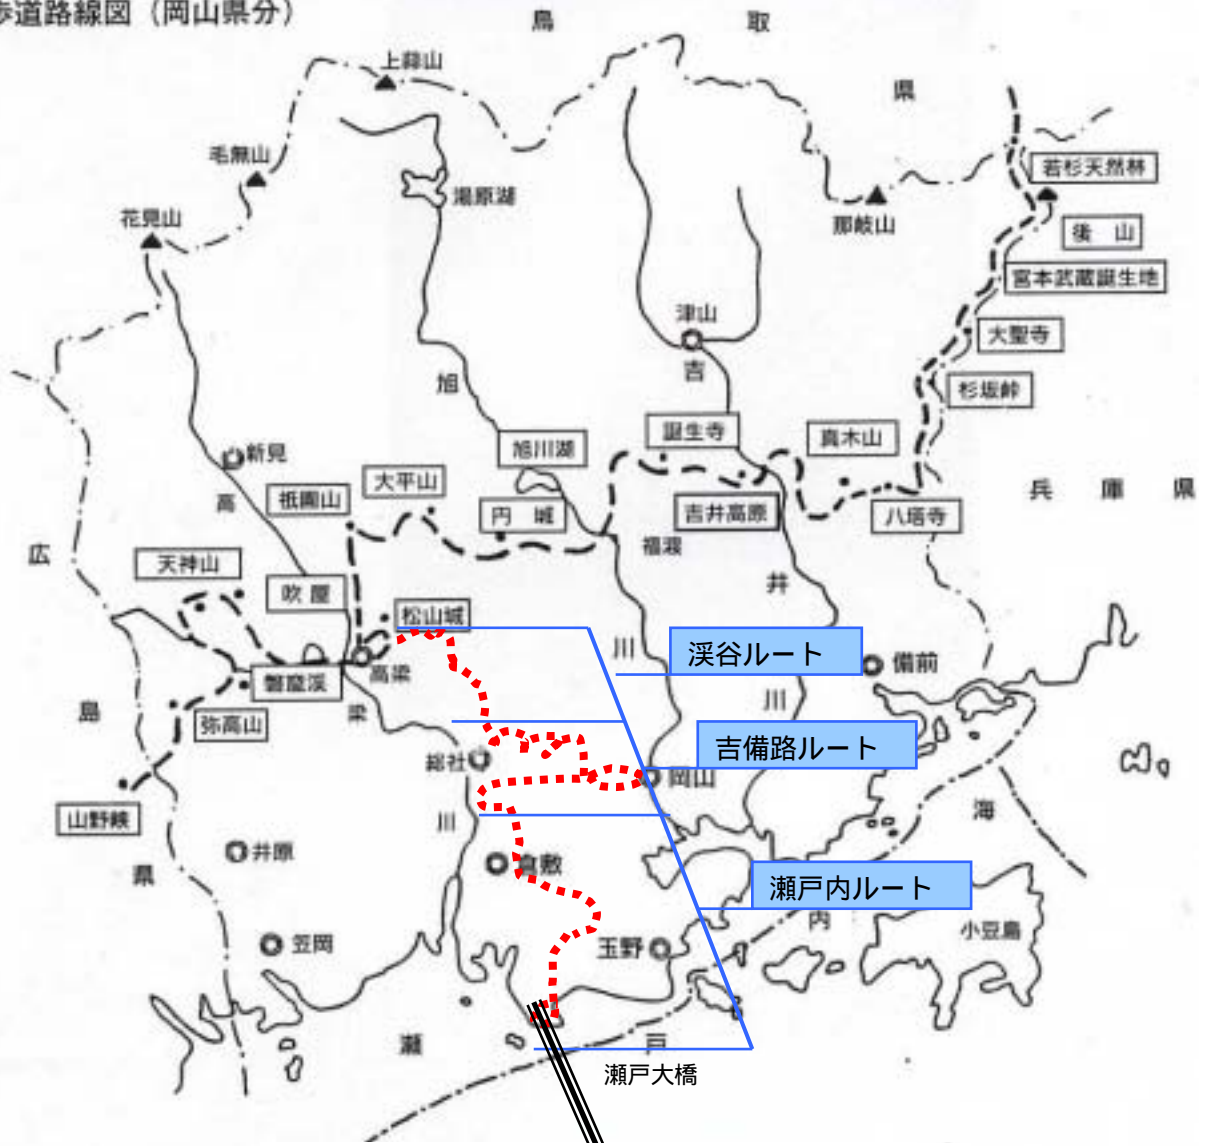 歩道路線図（岡山県分）
鳥
取
県
上蒜山
毛無山
湯原湖
花見山
那岐山
若杉天然林
後 山
宮本武蔵誕生地
大聖寺
杉坂峠
津山
吉
旭
誕生寺
真木山
旭川湖
新見
大平山
祇園山
高
円 城
吉井高原
八塔寺
兵 庫 県
福渡
広
天神山
吹屋
井
松山城
川
渓谷ルート
備前
高梁
磐窟渓
川
島
弥高山
梁
吉備路ルート
総社
岡山
山野峡
川
海
井原
県
倉敷
瀬戸内ルート
内
小豆島
笠岡
玉野
瀬
戸
瀬戸大橋